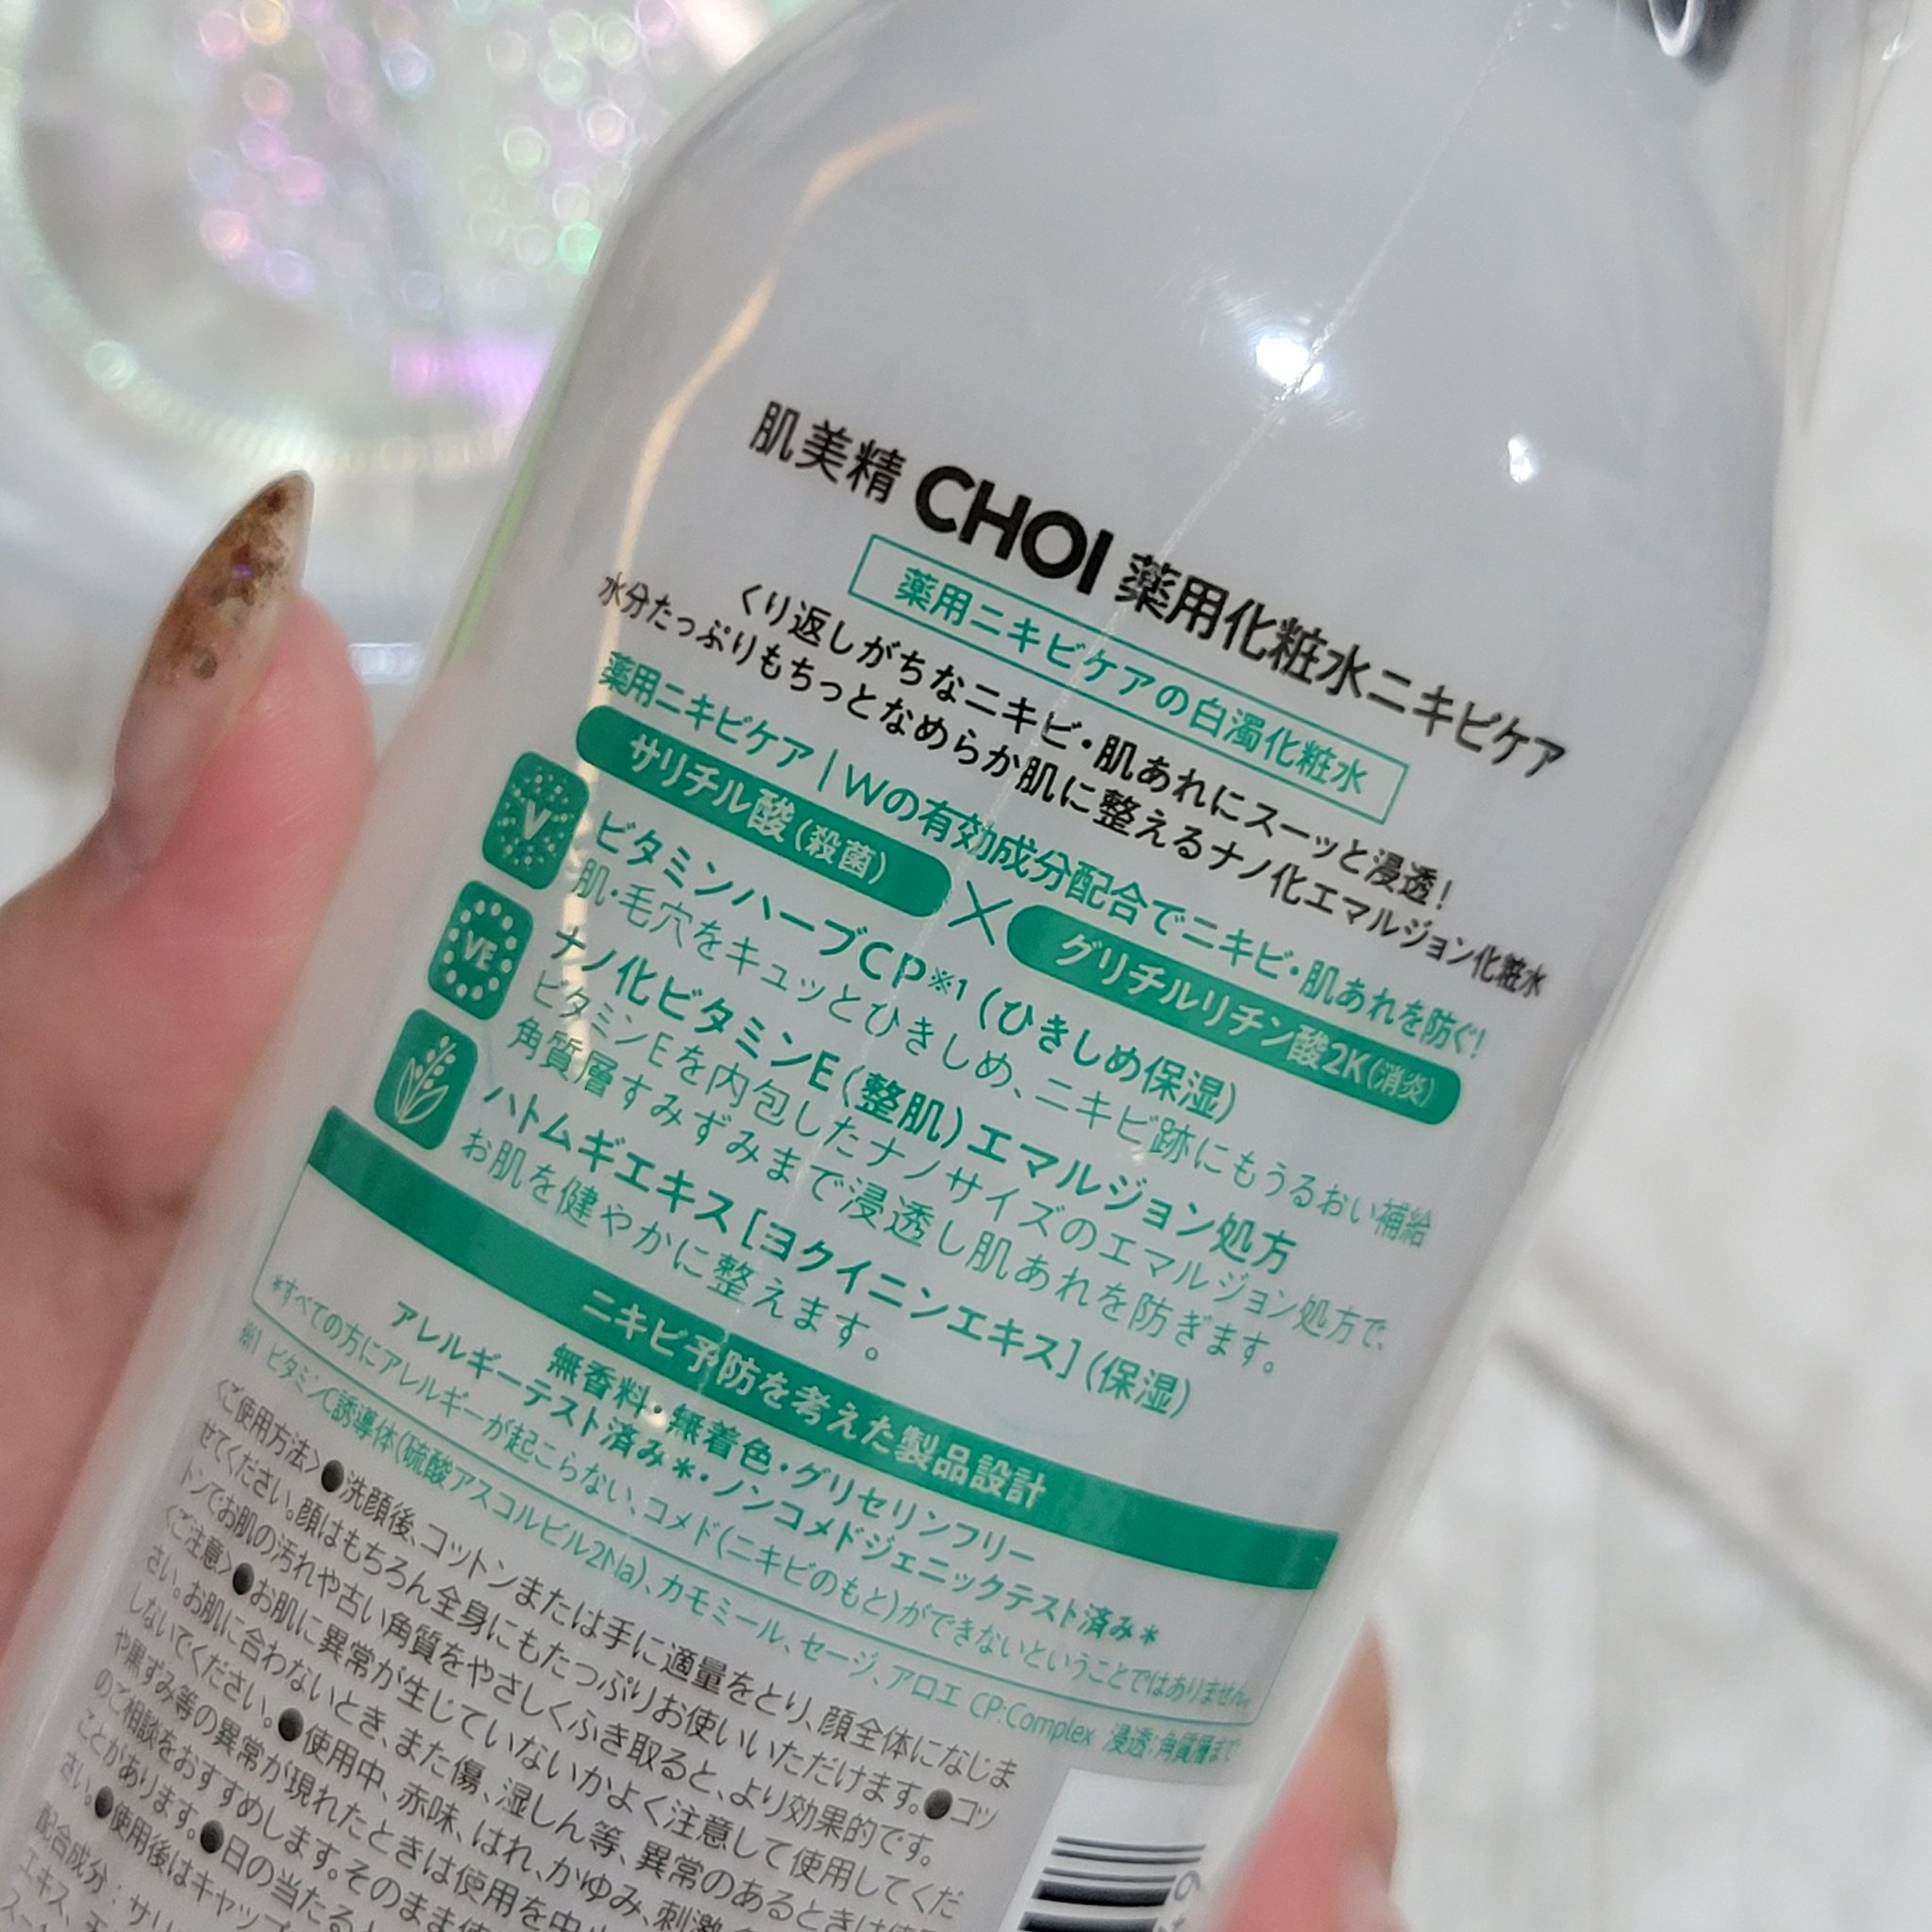 肌美精 CHOI 薬用化粧水ニキビケア
薬用ニキビケアの白濁化粧水
くり返しがちなニキビ・肌あれにスーッと浸透!
水分たっぷりもちっとなめらか肌に整えるナノ化エマルジョン化粧水
薬用ニキビケア|Wの有効成分配合でニキビ・肌あれを防ぐ!
サリチル酸(殺菌)×グリチルリチン酸2K(消炎)
V
ビタミンハーブCP※1(ひきしめ保湿)
肌・毛穴をキュッとひきしめ、ニキビ跡にもうるおい補給
VE
ナノ化ビタミンE(整肌)エマルジョン処方
ビタミンEを内包したナノサイズのエマルジョン処方で、
角質層すみずみまで浸透し肌あれを防ぎます。
ハトムギエキス[ヨクイニンエキス](保湿)
お肌を健やかに整えます。
ニキビ予防を考えた製品設計
無香料・無着色・グリセリンフリー
アレルギーテスト済み*・ノンコメドジェニックテスト済み*
*すべての方にアレルギーが起こらない、コメド(ニキビのもと)ができないということではありません。
※1 ビタミンC誘導体(硫酸アスコルビル2Na)、カモミール、セージ、アロエ CP:Complex 浸透:角質層まで
〈ご使用方法〉●洗顔後、コットンまたは手に適量をとり、顔全体になじま
せてください。顔はもちろん全身にもたっぷりお使いいただけます。●コッ
トンでお肌の汚れや古い角質をやさしくふき取ると、より効果的です。
〈ご注意〉●お肌に異常が生じていないかよく注意して使用してくだ
さい。お肌に合わないとき、また傷、湿しん等、異常のあるときは使用
しないでください。●使用中、赤味、はれ、かゆみ、刺激
や黒ずみ等の異常が現れたときは使用を中
のご相談をおすすめします。そのまま使
ことがあります。●日の当たると
さい。●使用後はキャップ
配合成分:サリ
エキス、